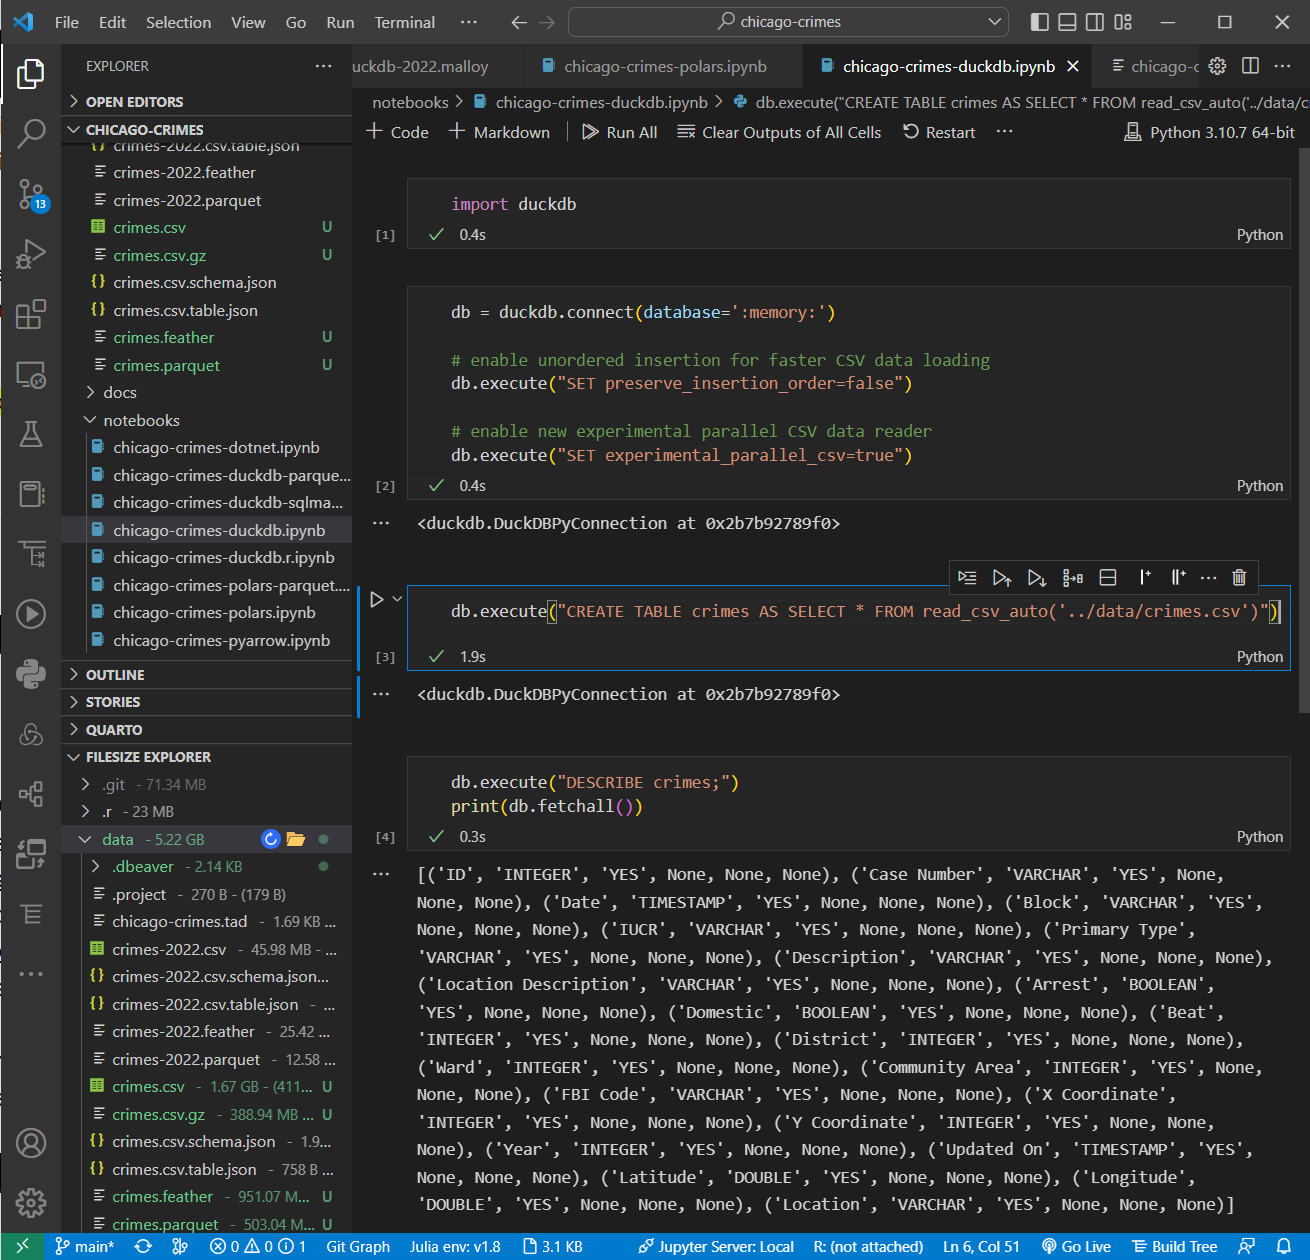 File Edit Selection View Go Run Terminal ··· chicago-crimes
EXPLORER ···
OPEN EDITORS
CHICAGO-CRIMES
crimes-2022.csv.table.json
crimes-2022.feather
crimes-2022.parquet
crimes.csv U
crimes.csv.gz U
{} crimes.csv.schema.json
{} crimes.csv.table.json
crimes.feather U
crimes.parquet U
docs
notebooks
chicago-crimes-dotnet.ipynb
chicago-crimes-duckdb-parque...
chicago-crimes-duckdb-sqlma...
chicago-crimes-duckdb.ipynb
chicago-crimes-duckdb.r.ipynb
chicago-crimes-polars-parquet....
chicago-crimes-polars.ipynb
chicago-crimes-pyarrow.ipynb
OUTLINE
STORIES
QUARTO
FILESIZE EXPLORER
.git - 71.34 MB
.r - 23 MB
data - 5.22 GB
.dbeaver - 2.14 KB
.project - 270 B - (179 B)
chicago-crimes.tad - 1.69 KB ...
crimes-2022.csv - 45.98 MB - ...
{} crimes-2022.csv.schema.json...
{} crimes-2022.csv.table.json - ...
crimes-2022.feather - 25.42 ...
crimes-2022.parquet - 12.58 ...
crimes.csv - 1.67 GB - (411... U
crimes.csv.gz - 388.94 MB ... U
{} crimes.csv.schema.json - 1.9...
{} crimes.csv.table.json - 758 B ...
crimes.feather - 951.07 M... U
crimes.parquet - 503.04 M... U
13
uckdb-2022.malloy chicago-crimes-polars.ipynb chicago-crimes-duckdb.ipynb chicago-c
notebooks > chicago-crimes-duckdb.ipynb > db.execute("CREATE TABLE crimes AS SELECT * FROM read_csv_auto('../data/c
+ Code + Markdown Run All Clear Outputs of All Cells Restart ··· Python 3.10.7 64-bit
import duckdb
[1] 0.4s Python
db = duckdb.connect(database=':memory:')
# enable unordered insertion for faster CSV data loading
db.execute("SET preserve_insertion_order=false")
# enable new experimental parallel CSV data reader
db.execute("SET experimental_parallel_csv=true")
[2] 0.4s Python
<duckdb.DuckDBPyConnection at 0x2b7b92789f0>
db.execute("CREATE TABLE crimes AS SELECT * FROM read_csv_auto('../data/crimes.csv')")
[3] 1.9s Python
<duckdb.DuckDBPyConnection at 0x2b7b92789f0>
db.execute("DESCRIBE crimes;")
print(db.fetchall())
[4] 0.3s Python
[('ID', 'INTEGER', 'YES', None, None, None), ('Case Number', 'VARCHAR', 'YES', None,
None, None), ('Date', 'TIMESTAMP', 'YES', None, None, None), ('Block', 'VARCHAR', 'YES',
None, None, None), ('IUCR', 'VARCHAR', 'YES', None, None, None), ('Primary Type',
'VARCHAR', 'YES', None, None, None), ('Description', 'VARCHAR', 'YES', None, None, None),
('Location Description', 'VARCHAR', 'YES', None, None, None), ('Arrest', 'BOOLEAN',
'YES', None, None, None), ('Domestic', 'BOOLEAN', 'YES', None, None, None), ('Beat',
'INTEGER', 'YES', None, None, None), ('District', 'INTEGER', 'YES', None, None, None),
('Ward', 'INTEGER', 'YES', None, None, None), ('Community Area', 'INTEGER', 'YES', None,
None, None), ('FBI Code', 'VARCHAR', 'YES', None, None, None), ('X Coordinate',
'INTEGER', 'YES', None, None, None), ('Y Coordinate', 'INTEGER', 'YES', None, None,
None), ('Year', 'INTEGER', 'YES', None, None, None), ('Updated On', 'TIMESTAMP', 'YES',
None, None, None), ('Latitude', 'DOUBLE', 'YES', None, None, None), ('Longitude',
'DOUBLE', 'YES', None, None, None), ('Location', 'VARCHAR', 'YES', None, None, None)]
main* 0 0 1 Git Graph Julia env: v1.8 3.1 KB Jupyter Server: Local R: (not attached) Ln 6, Col 51 Go Live Build Tree